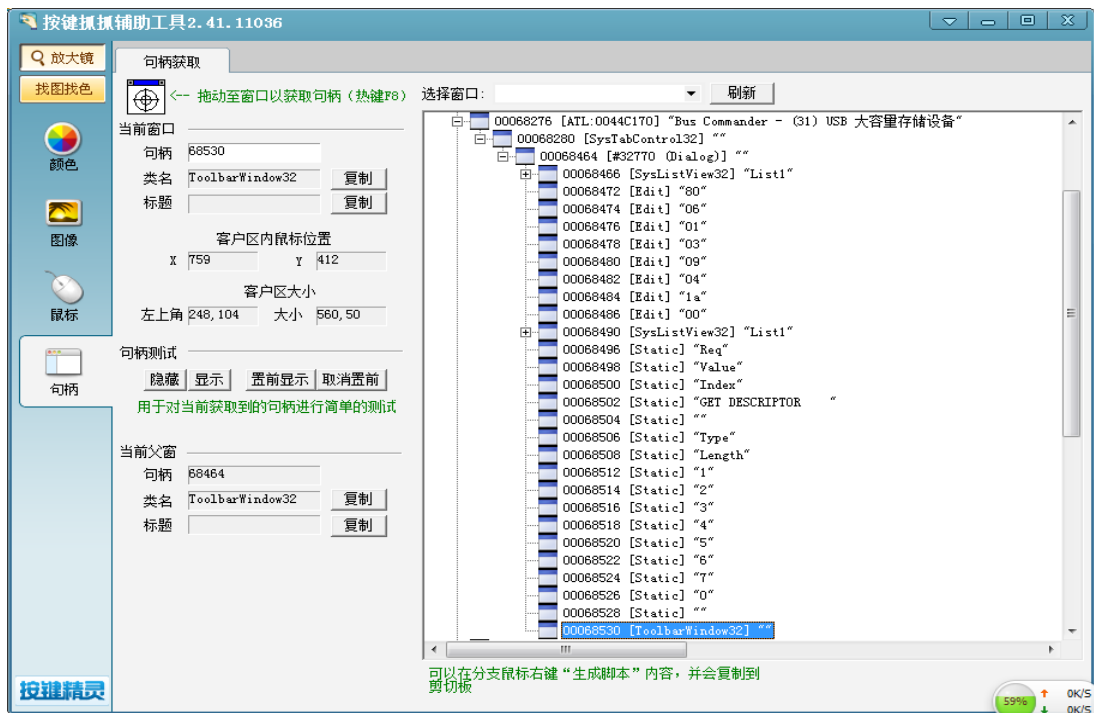 按键抓抓辅助工具2.41.11036
放大镜
找图找色
颜色
图像
鼠标
句柄
按键精灵
句柄获取
<-- 拖动至窗口以获取句柄（热键F8）
当前窗口
句柄 68530
类名 ToolbarWindow32 复制
标题 复制
客户区内鼠标位置
X 759 Y 412
客户区大小
左上角 248,104 大小 560,50
句柄测试
隐藏 显示 置前显示 取消置前
用于对当前获取到的句柄进行简单的测试
当前父窗
句柄 68464
类名 ToolbarWindow32 复制
标题 复制
选择窗口: 刷新
00068276 [ATL:0044C170] "Bus Commander - (31) USB 大容量存储设备"
00068280 [SysTabControl32] ""
00068464 [#32770 (Dialog)] ""
00068466 [SysListView32] "List1"
00068472 [Edit] "80"
00068474 [Edit] "06"
00068476 [Edit] "01"
00068478 [Edit] "03"
00068480 [Edit] "09"
00068482 [Edit] "04
00068484 [Edit] "1a"
00068486 [Edit] "00"
00068490 [SysListView32] "List1"
00068496 [Static] "Req"
00068498 [Static] "Value"
00068500 [Static] "Index"
00068502 [Static] "GET DESCRIPTOR    "
00068504 [Static] ""
00068506 [Static] "Type"
00068508 [Static] "Length"
00068512 [Static] "1"
00068514 [Static] "2"
00068516 [Static] "3"
00068518 [Static] "4"
00068520 [Static] "5"
00068522 [Static] "6"
00068524 [Static] "7"
00068526 [Static] "0"
00068528 [Static] ""
00068530 [ToolbarWindow32] ""
可以在分支鼠标右键“生成脚本”内容，并会复制到
剪切板
59%
0K/S
0K/S